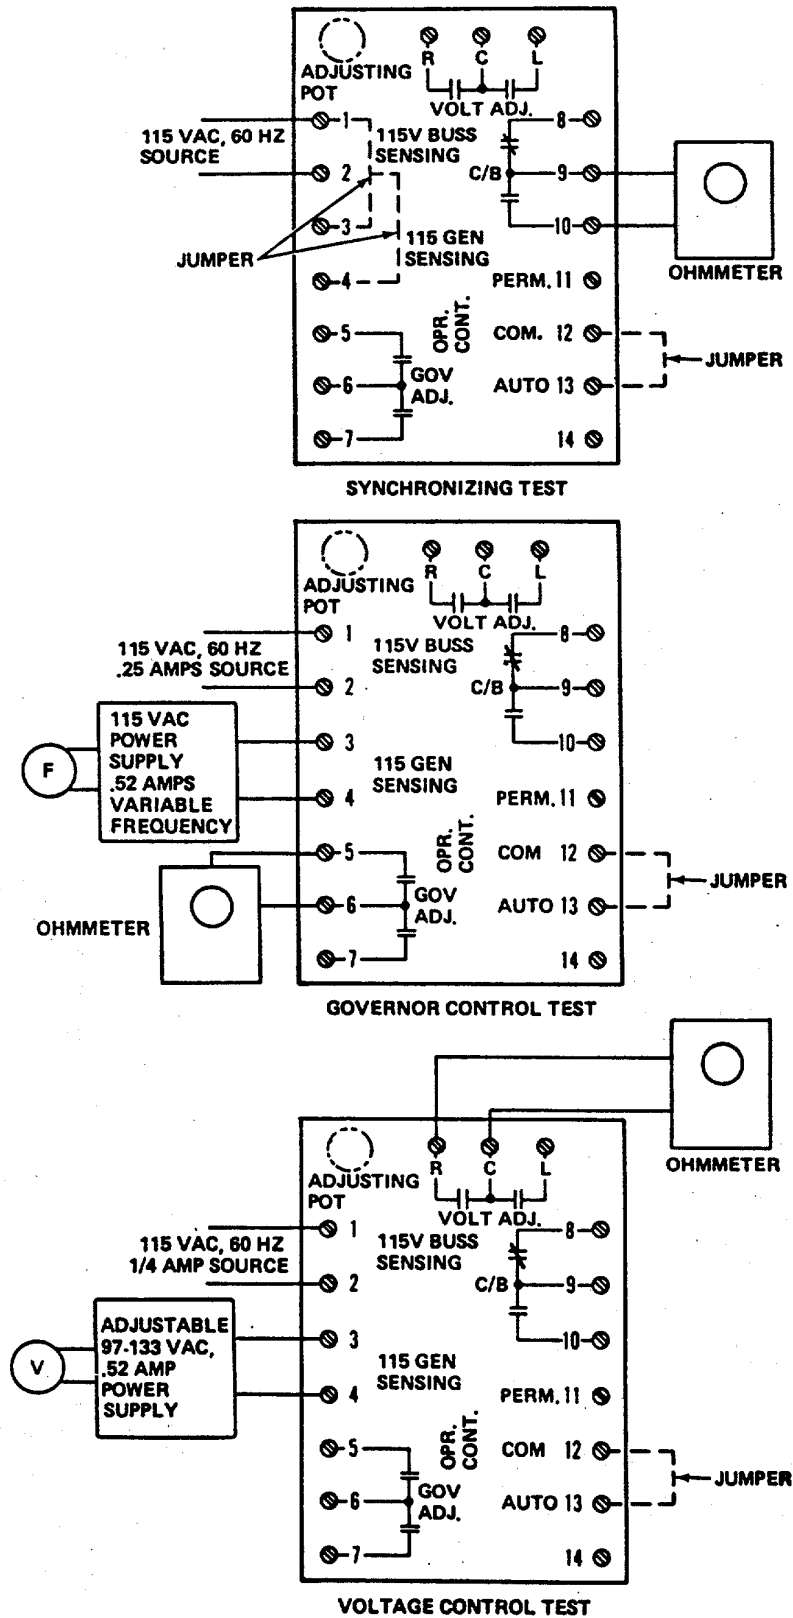 R C L
ADJUSTING
POT
VOLT ADJ.
1
8
115 VAC, 60 HZ
SOURCE
115V BUSS
SENSING
2
C/B
9
3
10
JUMPER
115 GEN
SENSING
OHMMETER
4
PERM. 11
5
OPR.
CONT.
COM. 12
JUMPER
6
GOV
ADJ.
AUTO 13
7
14
SYNCHRONIZING TEST
R C L
ADJUSTING
POT
VOLT ADJ.
1
8
115 VAC, 60 HZ
.25 AMPS SOURCE
115V BUSS
SENSING
2
C/B
9
115 VAC
POWER
SUPPLY
.52 AMPS
VARIABLE
FREQUENCY
F
3
10
115 GEN
SENSING
4
PERM. 11
5
OPR.
CONT.
COM 12
JUMPER
6
GOV
ADJ.
AUTO 13
OHMMETER
7
14
GOVERNOR CONTROL TEST
OHMMETER
R C L
ADJUSTING
POT
VOLT ADJ.
1
8
115 VAC, 60 HZ
1/4 AMP SOURCE
115V BUSS
SENSING
2
C/B
9
ADJUSTABLE
97-133 VAC,
.52 AMP
POWER
SUPPLY
V
3
10
115 GEN
SENSING
4
PERM. 11
5
OPR.
CONT.
COM 12
JUMPER
6
GOV
ADJ.
AUTO 13
7
14
VOLTAGE CONTROL TEST